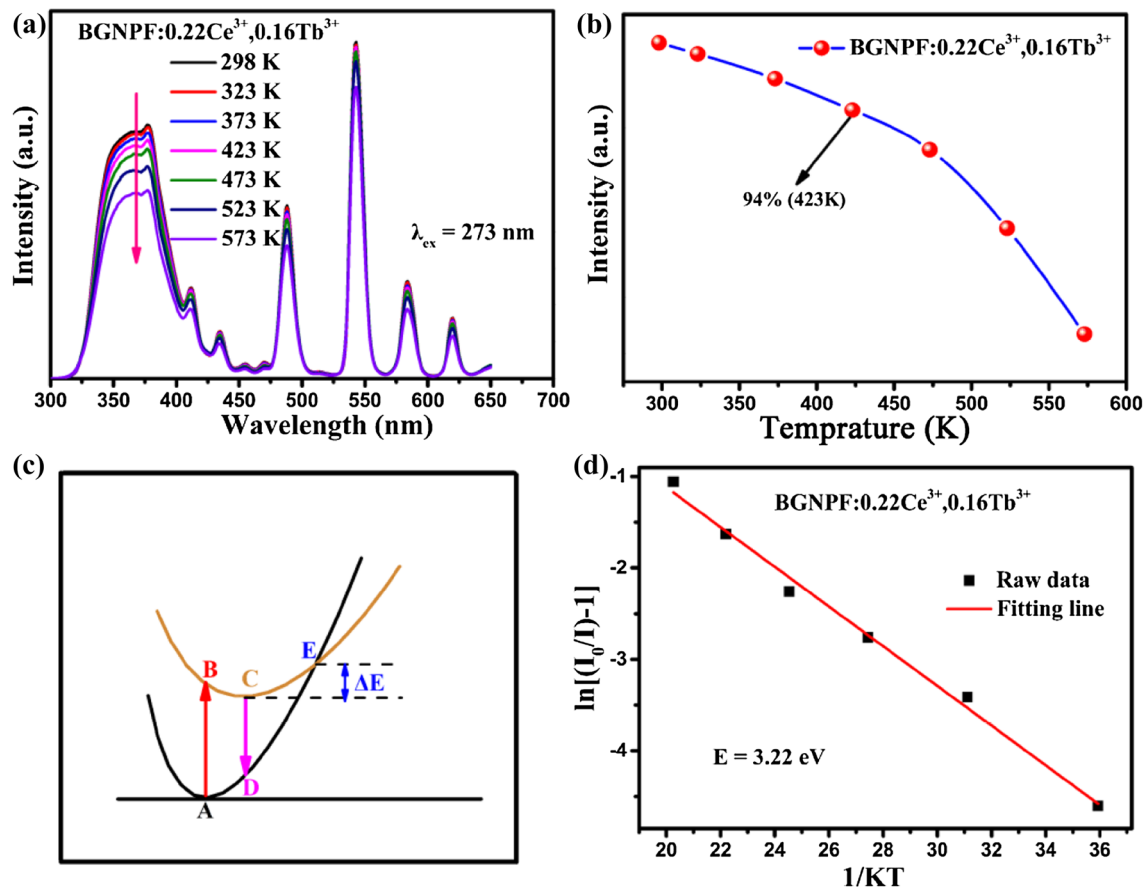 (a)
BGNPF:0.22Ce³⁺,0.16Tb³⁺
298 K
323 K
373 K
423 K
473 K
523 K
573 K
λex = 273 nm
Intensity (a.u.)
300 350 400 450 500 550 600 650 700
Wavelength (nm)
(b)
BGNPF:0.22Ce³⁺,0.16Tb³⁺
94% (423K)
Intensity (a.u.)
300 350 400 450 500 550 600
Temprature (K)
(c)
B
C
E
ΔE
D
A
(d)
BGNPF:0.22Ce³⁺,0.16Tb³⁺
Raw data
Fitting line
E = 3.22 eV
ln[(I₀/I)-1]
-1
-2
-3
-4
20 22 24 26 28 30 32 34 36
1/KT